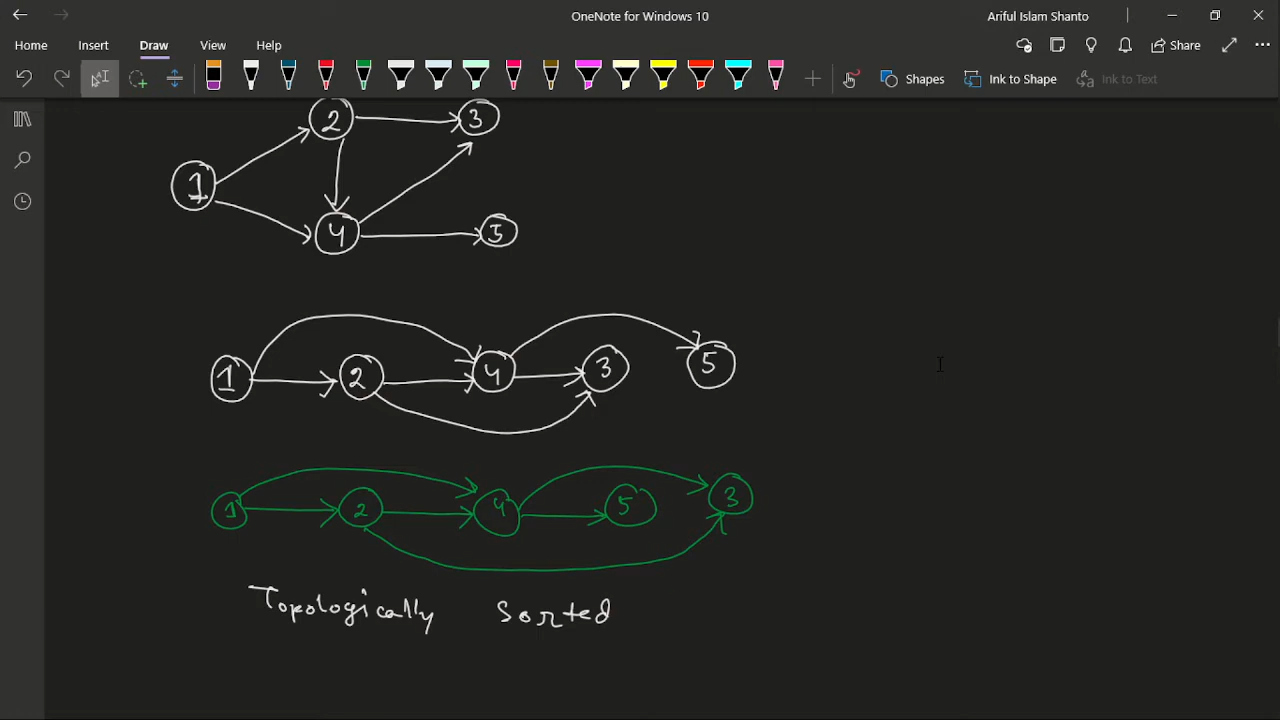 OneNote for Windows 10
Ariful Islam Shanto
Home Insert Draw View Help
Share
Shapes
Ink to Shape
Ink to Text
2 3
1
4 5
1 2 4 3 5
1 2 4 5 3
Topologically sorted